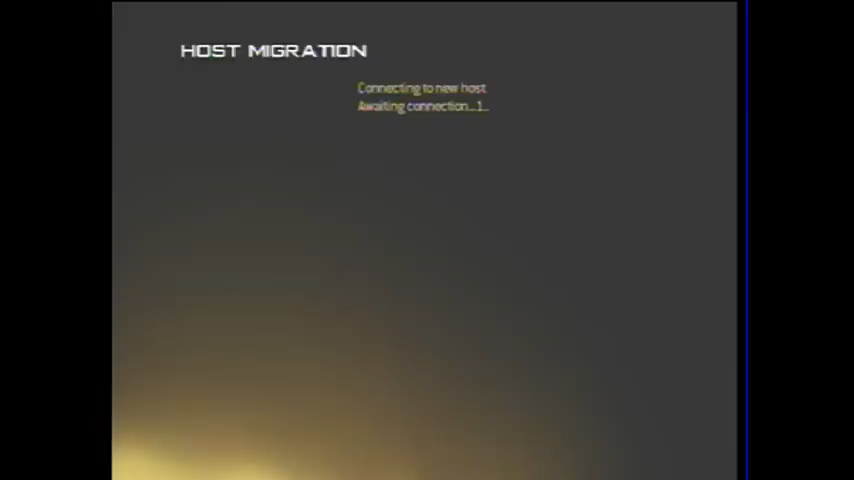 HOST MIGRATION
Connecting to new host
Awaiting connection...1..